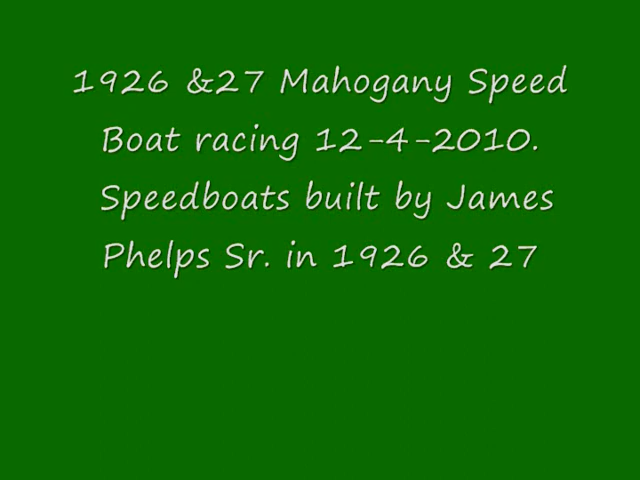 1926 &27 Mahogany Speed
Boat racing 12-4-2010.
Speedboats built by James
Phelps Sr. in 1926 & 27